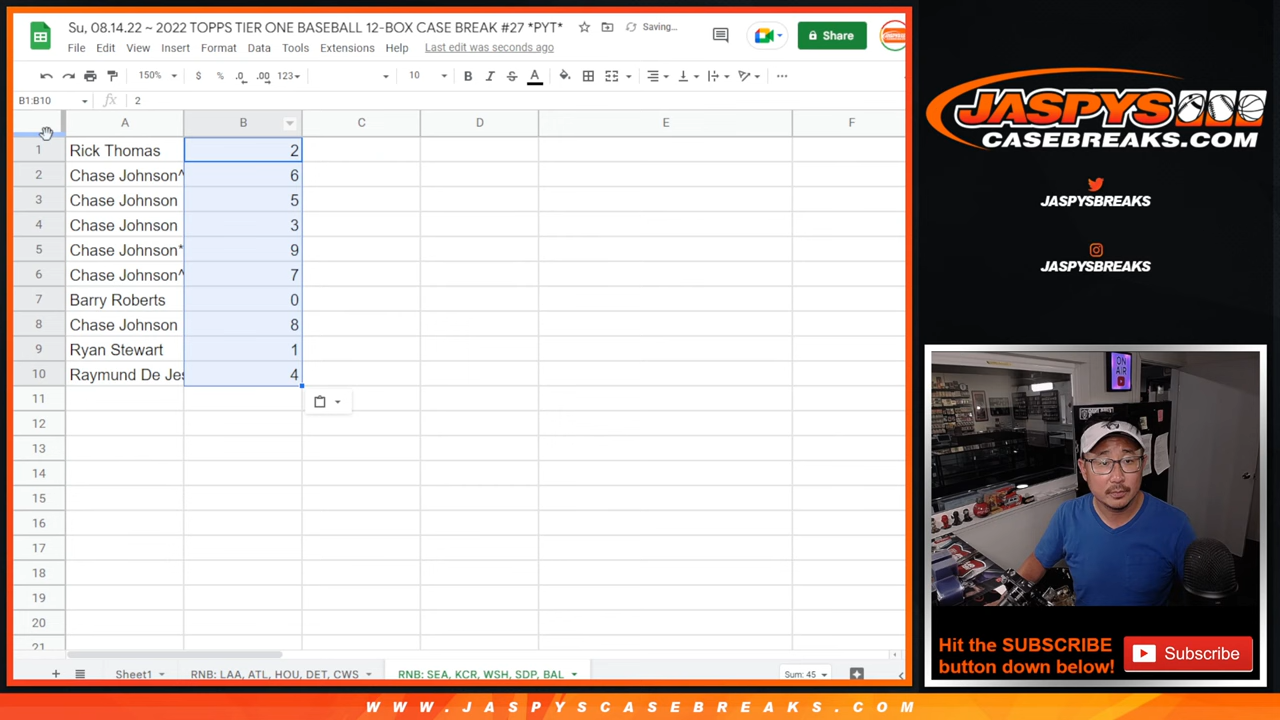 Su, 08.14.22 ~ 2022 TOPPS TIER ONE BASEBALL 12-BOX CASE BREAK #27 *PYT*
Saving...
File Edit View Insert Format Data Tools Extensions Help Last edit was seconds ago
Share
150% $ % .0 .00 123 10 B I S A
B1:B10 fx 2
A B C D E F
1 Rick Thomas 2
2 Chase Johnson^ 6
3 Chase Johnson 5
4 Chase Johnson 3
5 Chase Johnson* 9
6 Chase Johnson^ 7
7 Barry Roberts 0
8 Chase Johnson 8
9 Ryan Stewart 1
10 Raymund De Jes 4
11
12
13
14
15
16
17
18
19
20
21
Sheet1 RNB: LAA, ATL, HOU, DET, CWS RNB: SEA, KCR, WSH, SDP, BAL Sum: 45
JASPYS
CASEBREAKS.COM
JASPYSBREAKS
JASPYSBREAKS
ON AIR
Hit the SUBSCRIBE
button down below!
Subscribe
WWW.JASPYSCASEBREAKS.COM